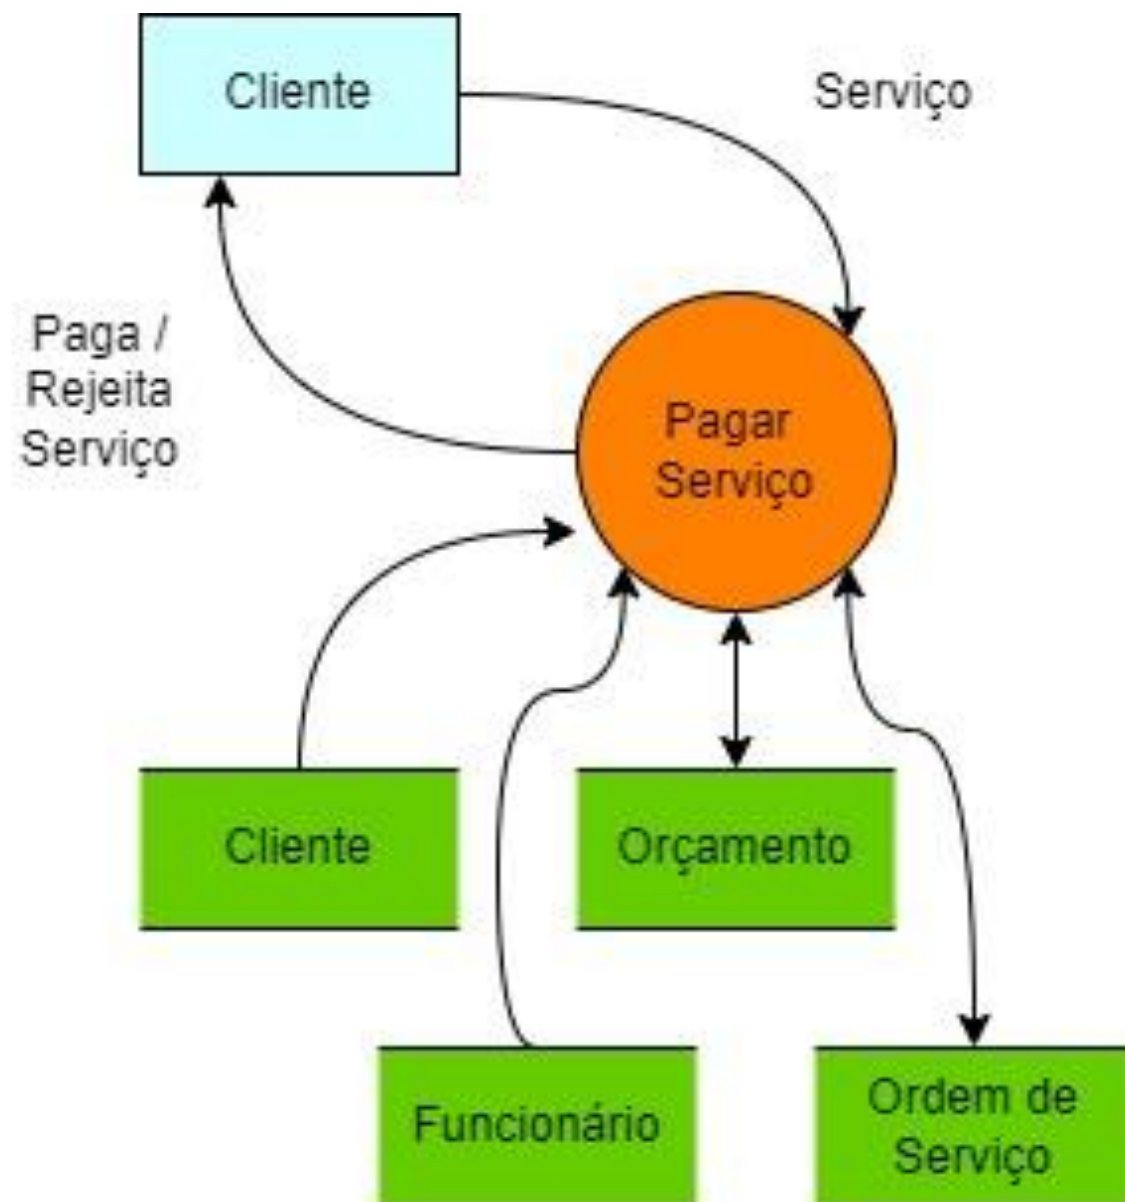 Cliente
Serviço
Paga /
Rejeita
Serviço
Pagar
Serviço
Cliente
Orçamento
Funcionário
Ordem de
Serviço